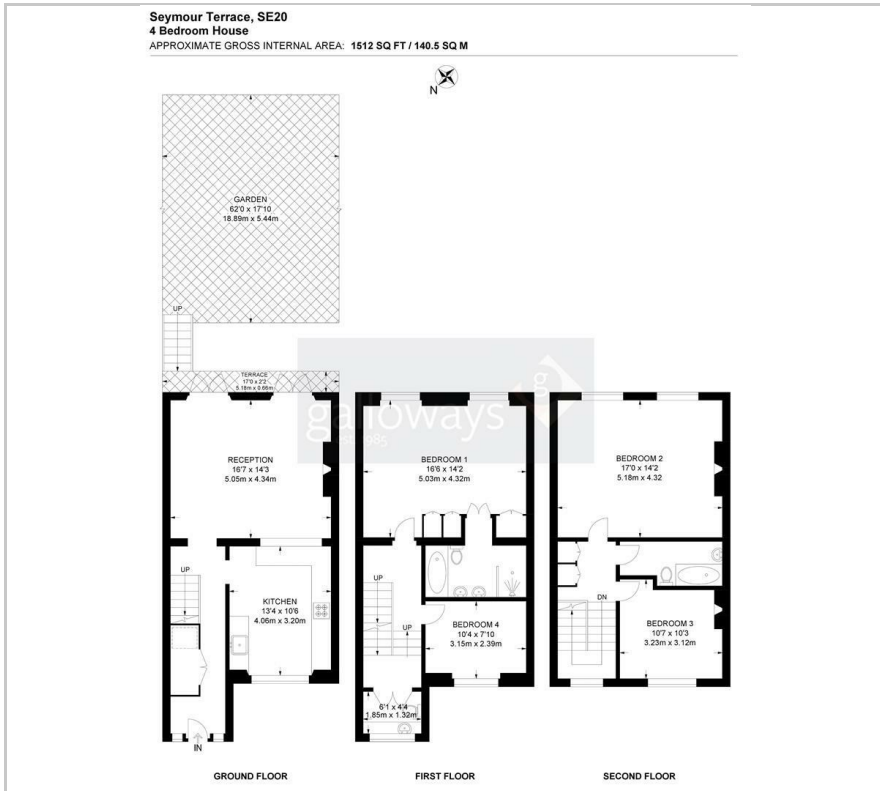 Seymour Terrace, SE20
4 Bedroom House
APPROXIMATE GROSS INTERNAL AREA: 1512 SQ FT / 140.5 SQ M
N
GARDEN
62'0 x 17'10
18.89m x 5.44m
UP
TERRACE
17'0 x 2'2
5.18m x 0.66m
g
galloways
est. 1985
RECEPTION
16'7 x 14'3
5.05m x 4.34m
BEDROOM 1
16'6 x 14'2
5.03m x 4.32m
BEDROOM 2
17'0 x 14'2
5.18m x 4.32
UP
KITCHEN
13'4 x 10'6
4.06m x 3.20m
UP
UP
BEDROOM 4
10'4 x 7'10
3.15m x 2.39m
DN
BEDROOM 3
10'7 x 10'3
3.23m x 3.12m
6'1 x 4'4
1.85m x 1.32m
IN
GROUND FLOOR
FIRST FLOOR
SECOND FLOOR